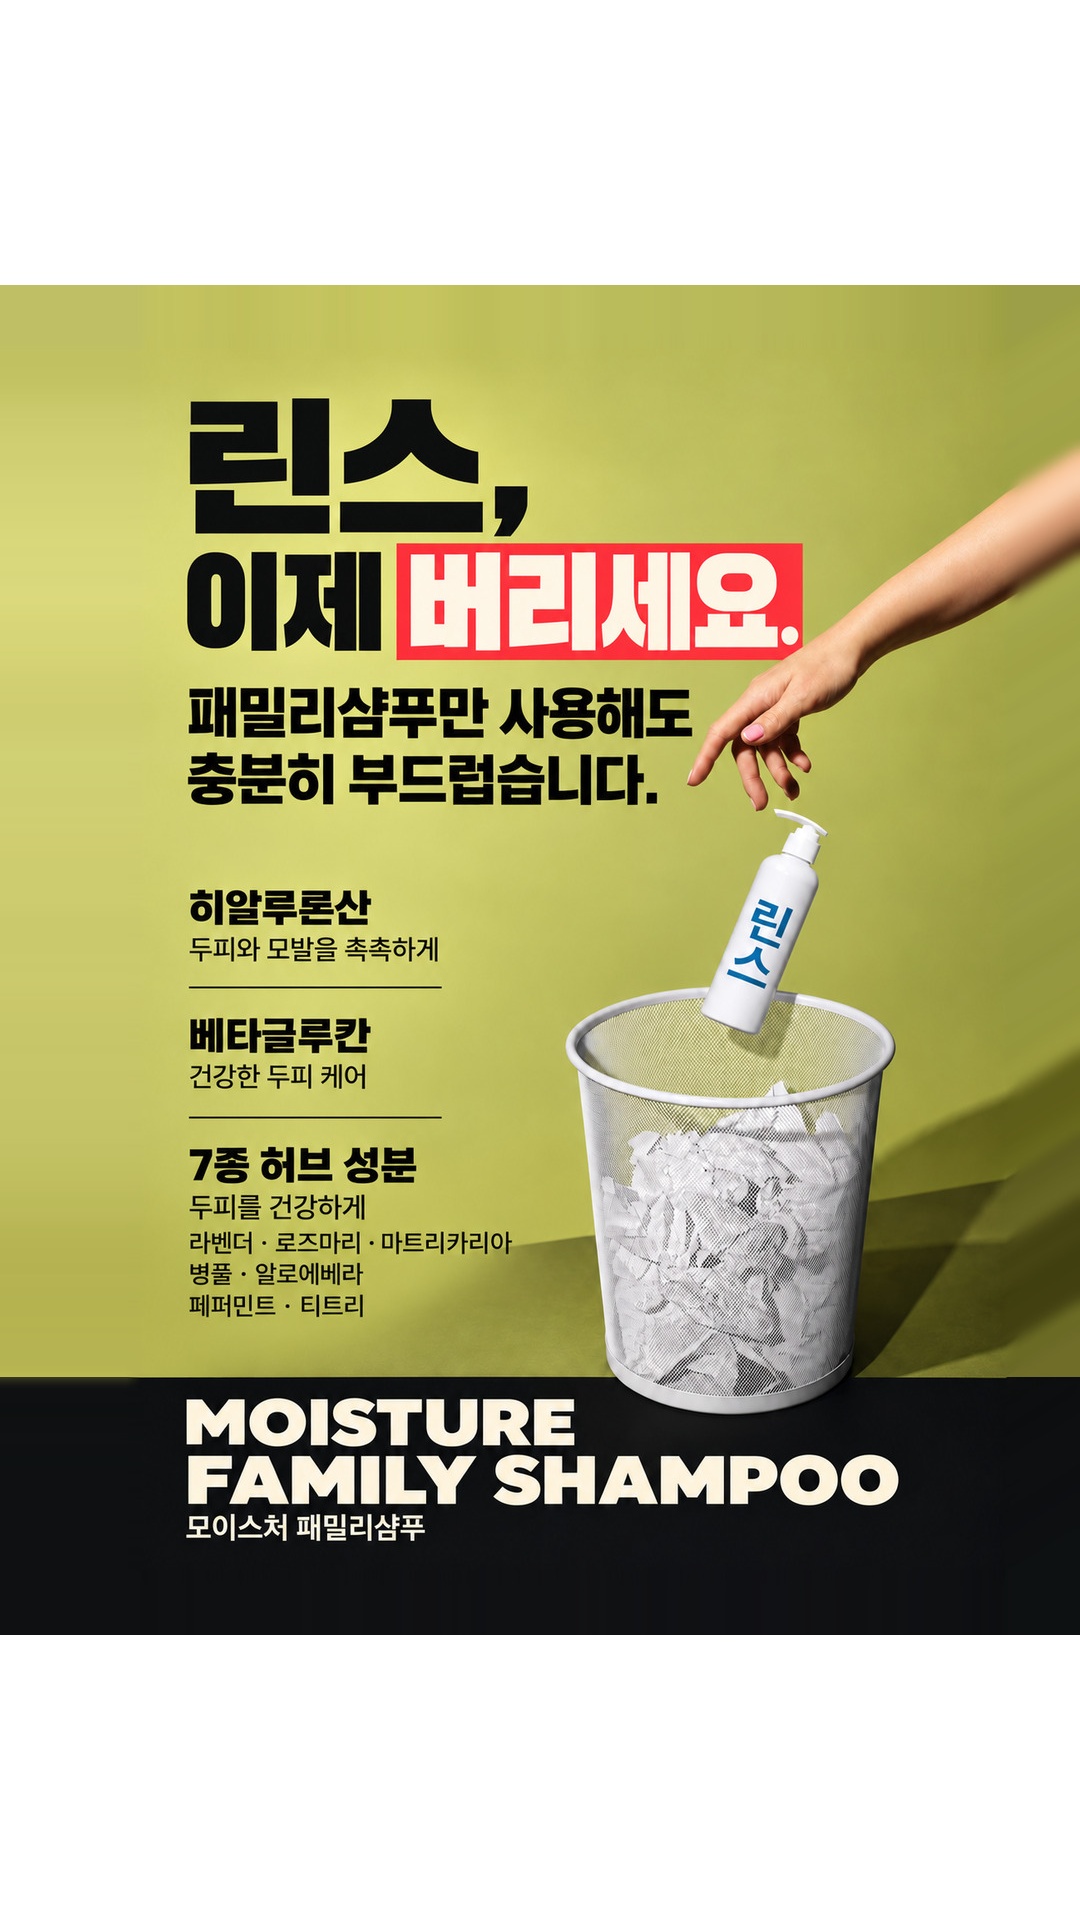 린스,
이제 버리세요.
패밀리샴푸만 사용해도
충분히 부드럽습니다.
히알루론산
두피와 모발을 촉촉하게
베타글루칸
건강한 두피 케어
7종 허브 성분
두피를 건강하게
라벤더 · 로즈마리 · 마트리카리아
병풀 · 알로에베라
페퍼민트 · 티트리
린스
MOISTURE
FAMILY SHAMPOO
모이스처 패밀리샴푸